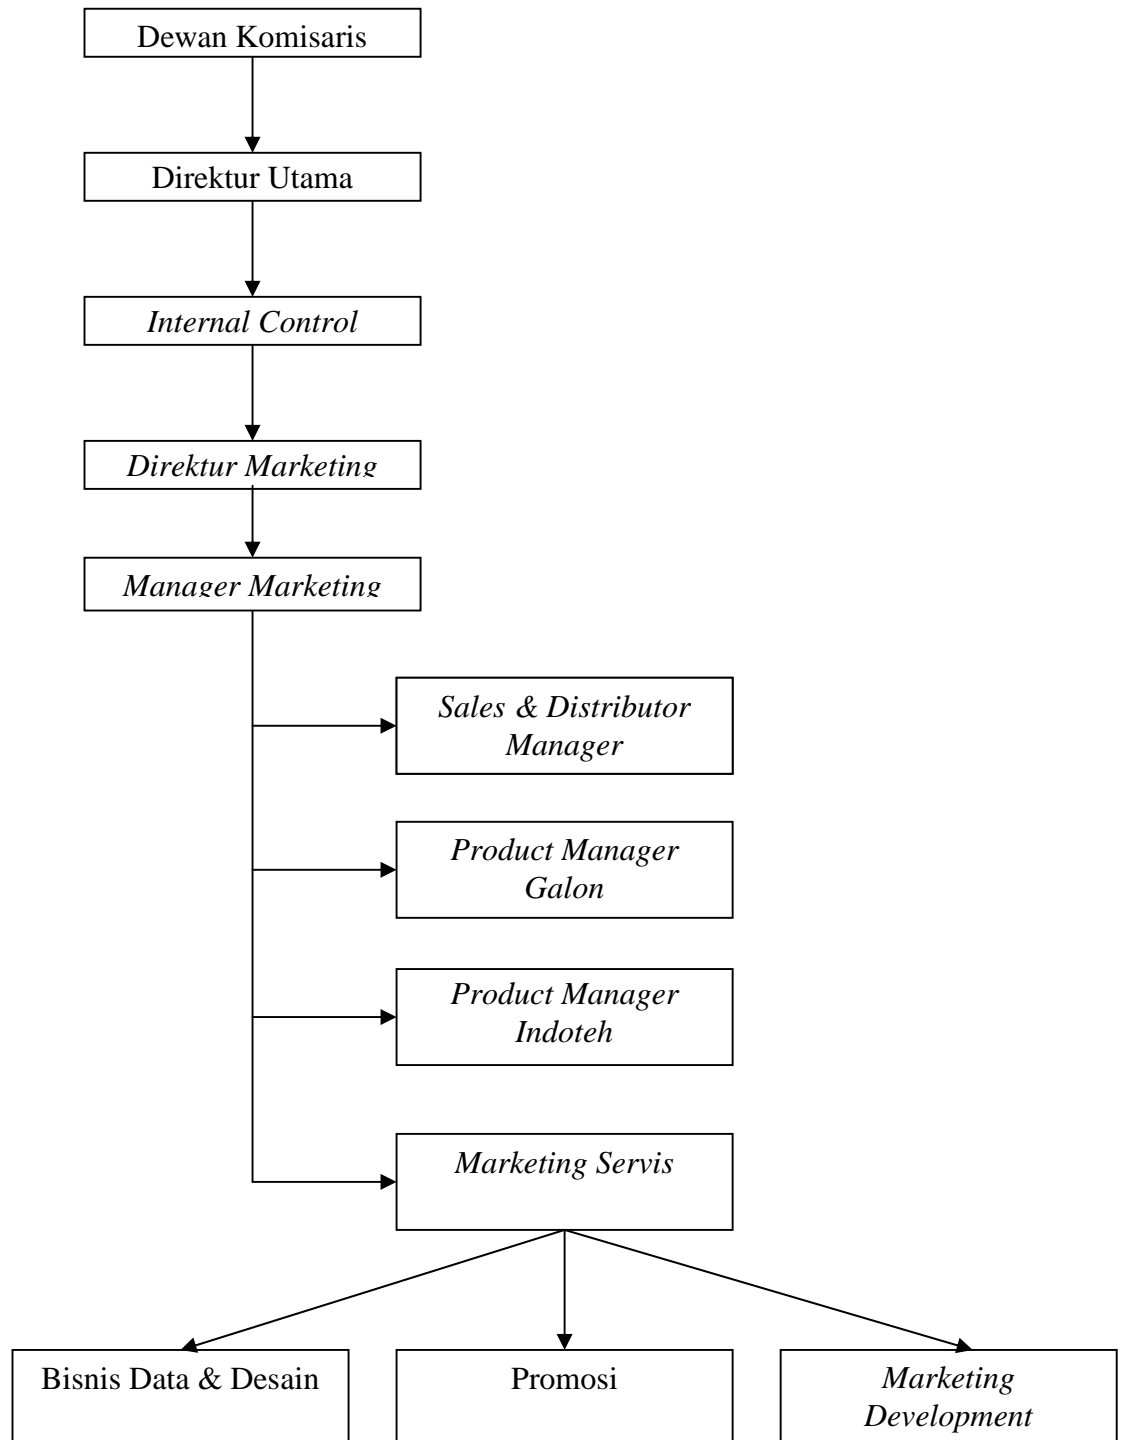 Dewan Komisaris
Direktur Utama
Internal Control
Direktur Marketing
Manager Marketing
Sales & Distributor
Manager
Product Manager
Galon
Product Manager
Indoteh
Marketing Servis
Bisnis Data & Desain
Promosi
Marketing
Development